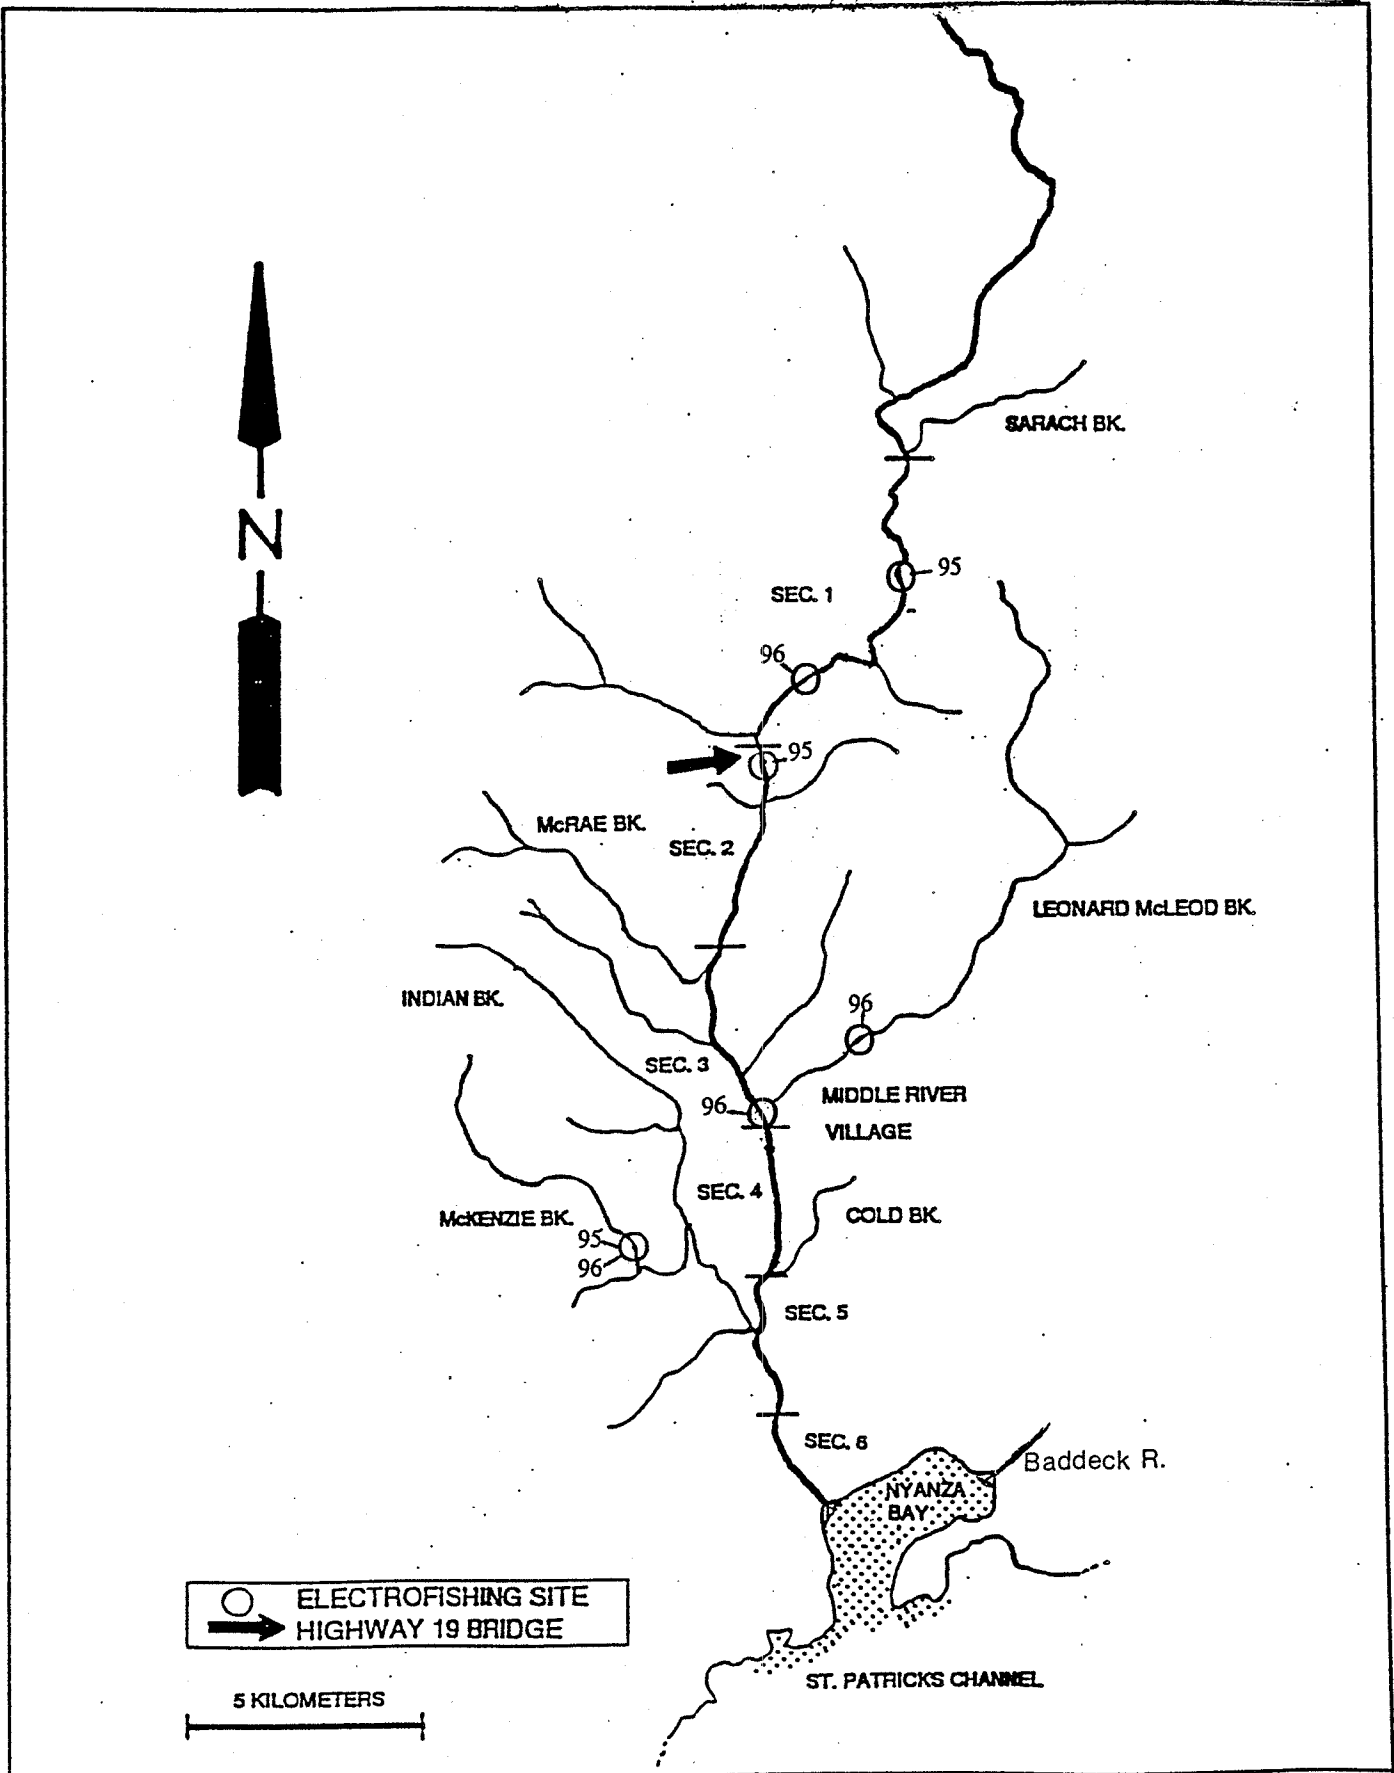 SARACH BK.
N
95
SEC. 1
96
95
McRAE BK.
SEC. 2
LEONARD McLEOD BK.
INDIAN BK.
96
SEC. 3
MIDDLE RIVER
VILLAGE
96
SEC. 4
COLD BK.
McKENZIE BK.
95
96
SEC. 5
SEC. 6
Baddeck R.
NYANZA
BAY
ELECTROFISHING SITE
HIGHWAY 19 BRIDGE
ST. PATRICKS CHANNEL
5 KILOMETERS